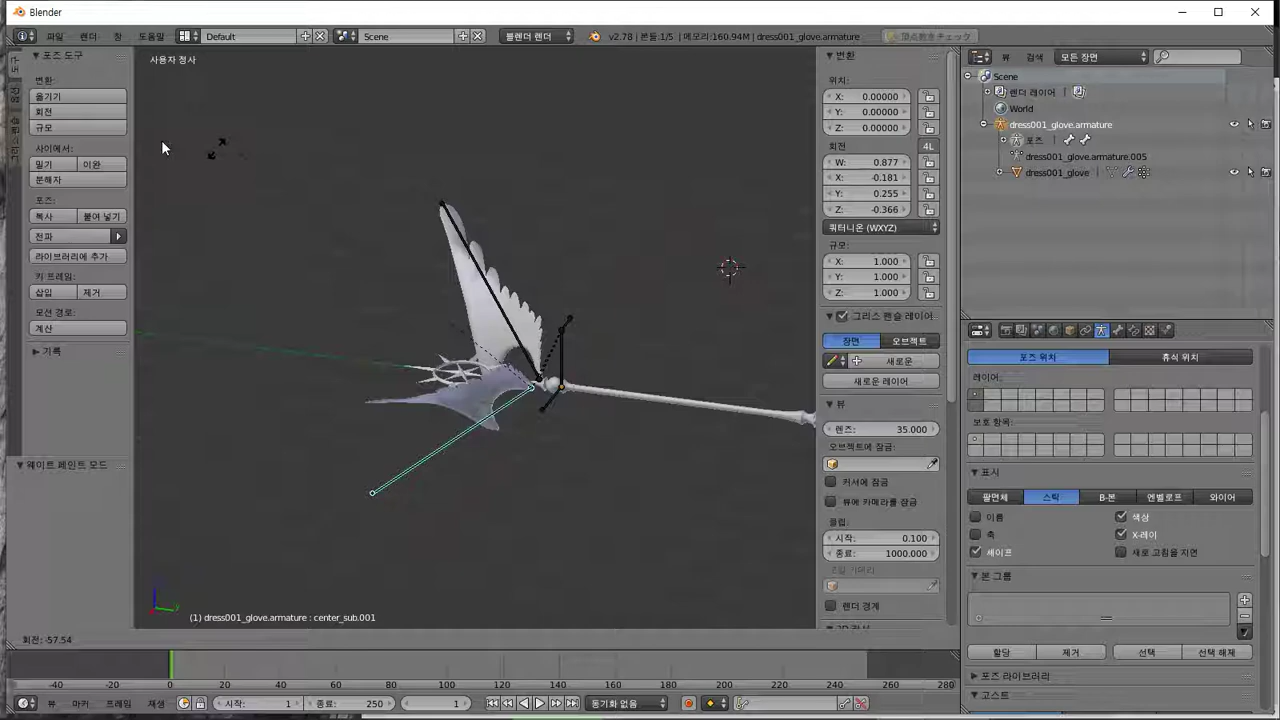 Blender
파일
렌더
창
도움말
Default
Scene
블렌더 렌더
v2.78 | 본들:1/5 | 메모리:160.94M | dress001_glove.armature
頂点数をチェック
포즈 도구
변환:
옮기기
회전
규모
사이에서:
밀기
이완
분해자
포즈:
복사
붙여 넣기
전파
라이브러리에 추가
키 프레임:
삽입
제거
모션 경로:
계산
기록
웨이트 페인트 모드
사용자 정사
(1) dress001_glove.armature : center_sub.001
회전: -57.54
변환
위치:
X: 0.00000
Y: 0.00000
Z: 0.00000
회전
4L
W: 0.877
X: -0.181
Y: 0.255
Z: -0.366
쿼터니온 (WXYZ)
규모:
X: 1.000
Y: 1.000
Z: 1.000
그리스 펜슬 레이어
장면
오브젝트
새로운
새로운 레이어
뷰
렌즈: 35.000
오브젝트에 잠금:
커서에 잠금
뷰에 카메라를 잠금
클립:
시작: 0.100
종료: 1000.000
렌더 경계
뷰
검색
모든 장면
Scene
렌더 레이어
World
dress001_glove.armature
포즈
dress001_glove.armature.005
dress001_glove
포즈 위치
휴식 위치
레이어:
보호 항목:
표시
팔면체
스틱
B-본
엔벨로프
와이어
이름
색상
축
X-레이
셰이프
새로 고침을 지연
본 그룹
할당
제거
선택
선택 해제
포즈 라이브러리
고스트
-40 -20 0 20 40 60 80 100 120 140 160 180 200 220 240 260 280
뷰
마커
프레임
재생
시작: 1
종료: 250
1
동기화 없음